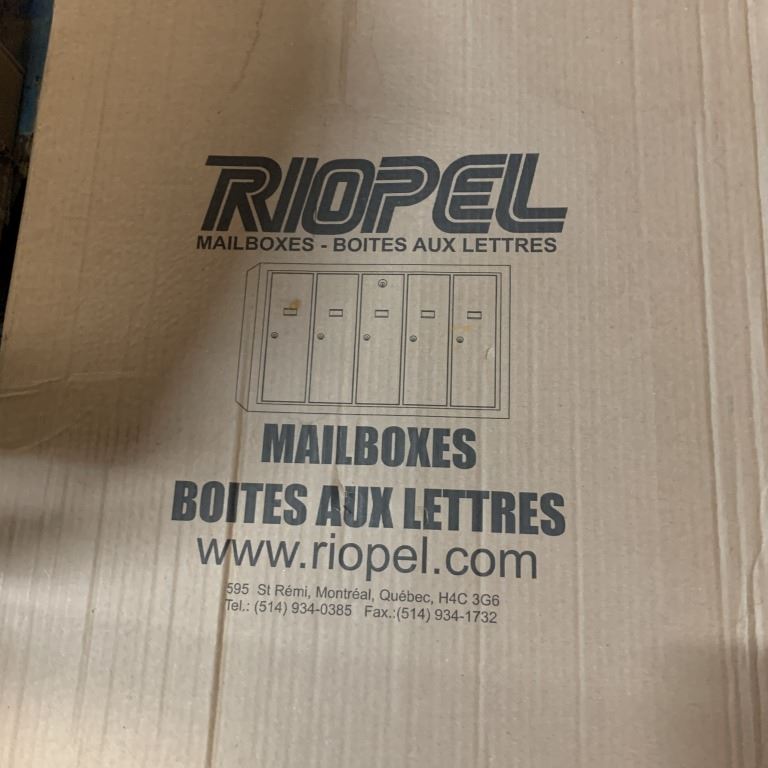 RIOPEL
MAILBOXES - BOITES AUX LETTRES
MAILBOXES
BOITES AUX LETTRES
www.riopel.com
595 St Rémi, Montréal, Québec, H4C 3G6
Tel.: (514) 934-0385 Fax.:(514) 934-1732